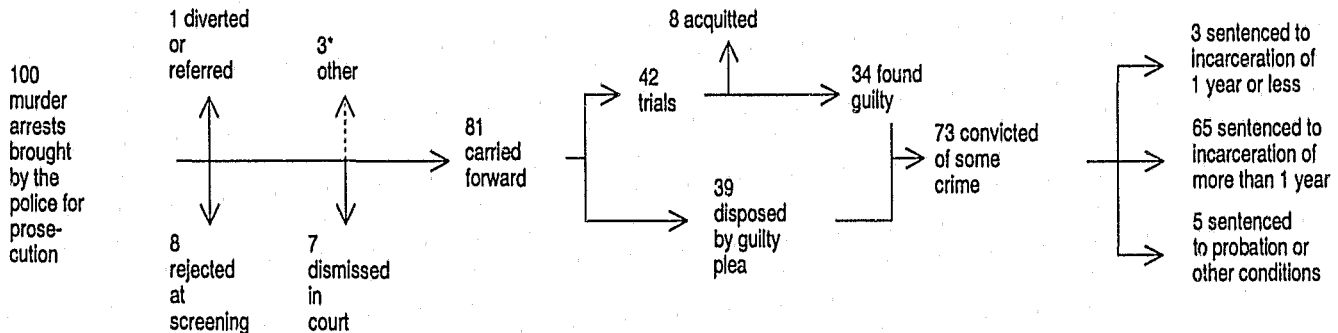 100
murder
arrests
brought
by the
police for
prose-
cution
1 diverted
or
referred
3*
other
8
rejected
at
screening
7
dismissed
in
court
81
carried
forward
42
trials
8 acquitted
34 found
guilty
39
disposed
by guilty
plea
73 convicted
of some
crime
3 sentenced to
incarceration of
1 year or less
65 sentenced to
incarceration of
more than 1 year
5 sentenced
to probation or
other conditions